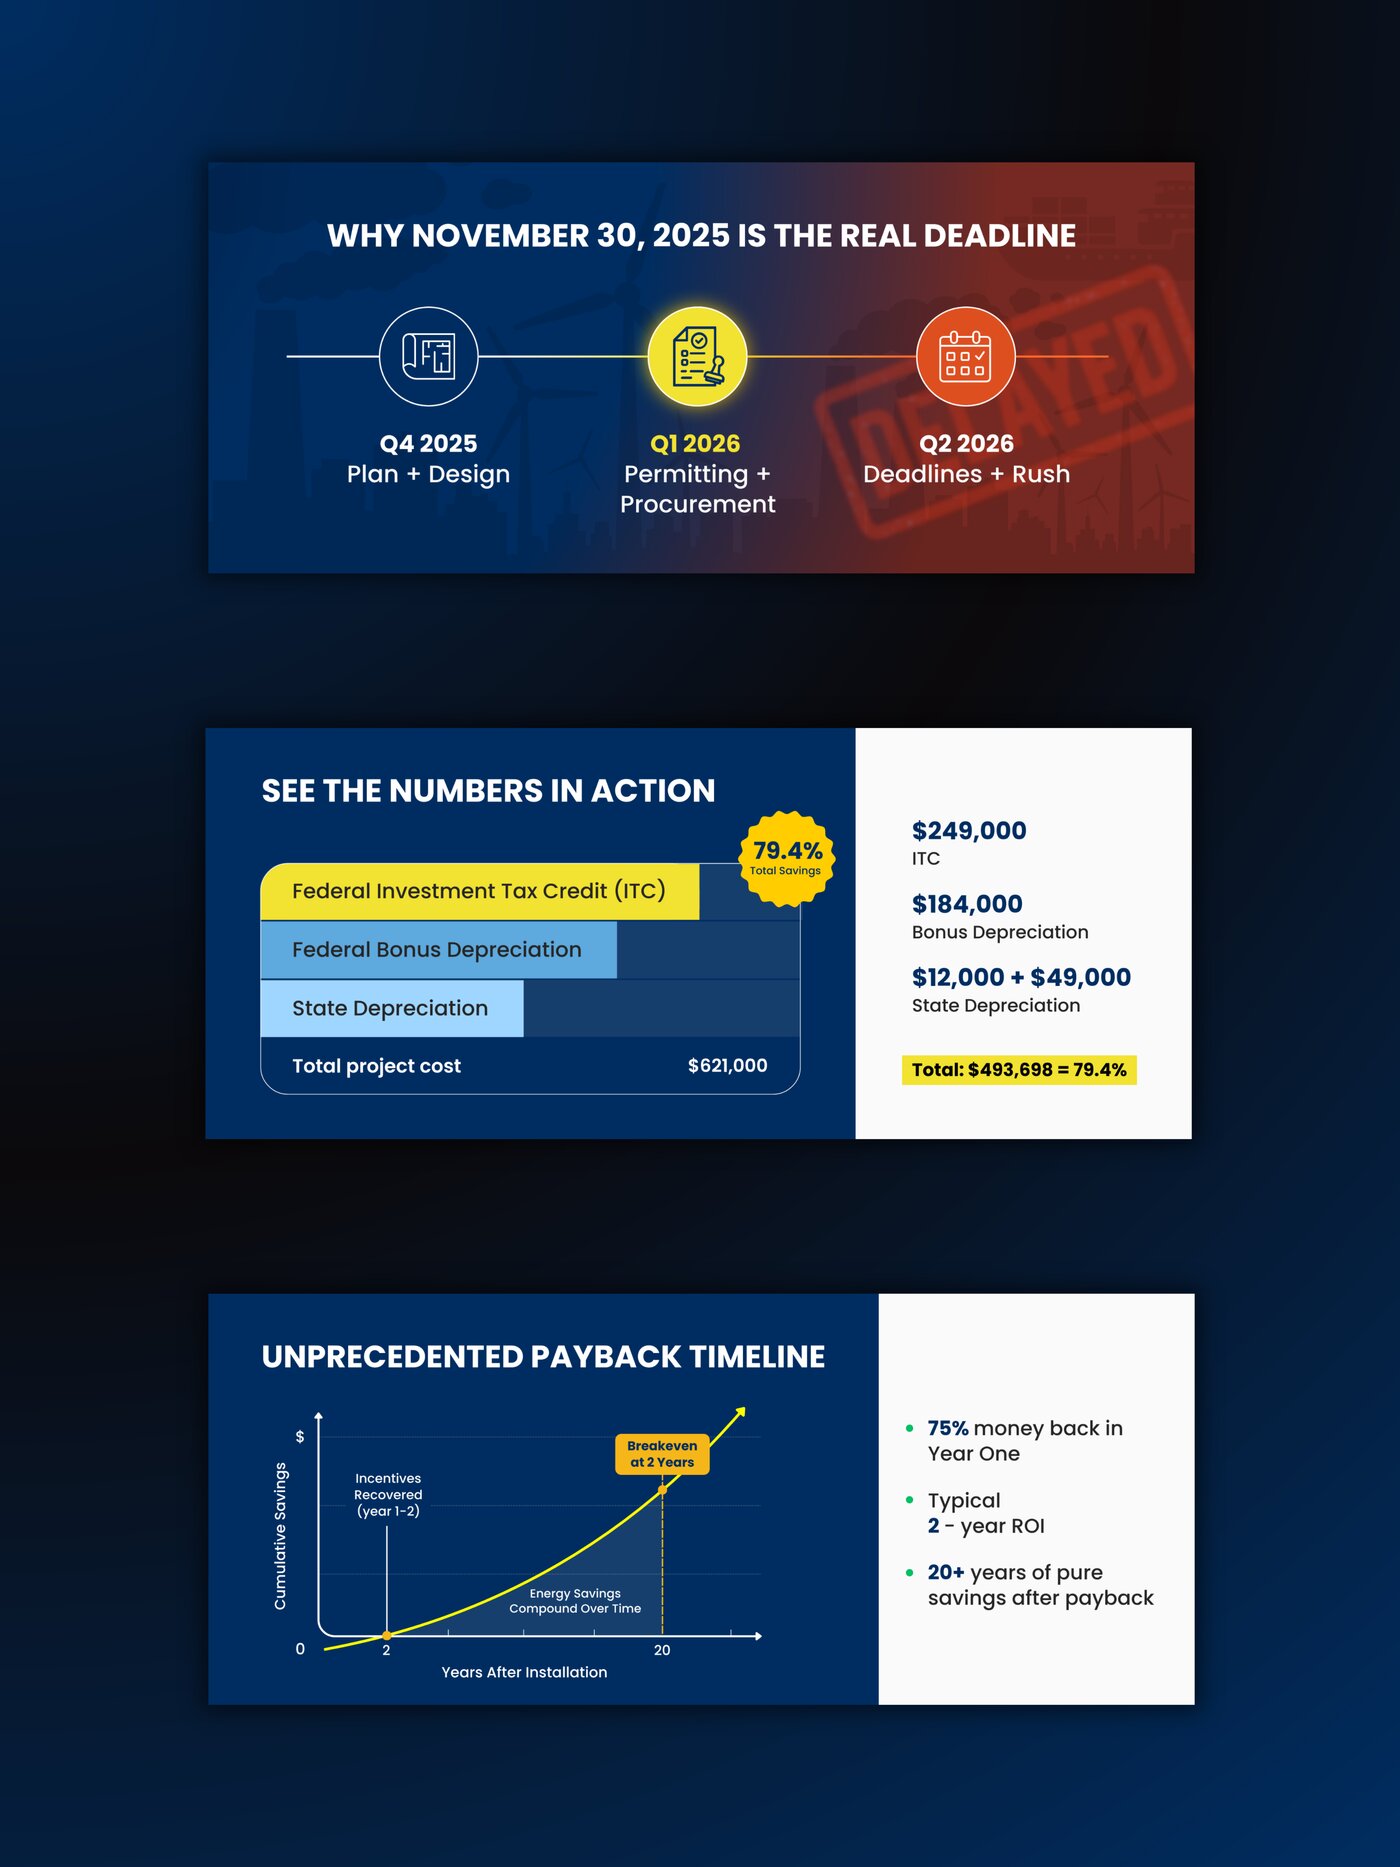 WHY NOVEMBER 30, 2025 IS THE REAL DEADLINE
DELAYED
Q4 2025
Plan + Design
Q1 2026
Permitting +
Procurement
Q2 2026
Deadlines + Rush
SEE THE NUMBERS IN ACTION
79.4%
Total Savings
Federal Investment Tax Credit (ITC)
Federal Bonus Depreciation
State Depreciation
Total project cost $621,000
$249,000
ITC
$184,000
Bonus Depreciation
$12,000 + $49,000
State Depreciation
Total: $493,698 = 79.4%
UNPRECEDENTED PAYBACK TIMELINE
$
Cumulative Savings
0
Incentives
Recovered
(year 1-2)
Breakeven
at 2 Years
Energy Savings
Compound Over Time
2
20
Years After Installation
75% money back in
Year One
Typical
2 - year ROI
20+ years of pure
savings after payback